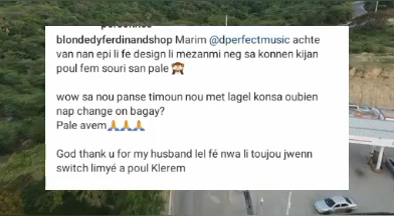 blondedyferdinandshop Marim @dperfectmusic achte
van nan epi li fe design li mezanmi neg sa konnen kijan
poul fem souri san pale 🙊
wow sa nou panse timoun nou met lagel konsa oubien
nap change on bagay?
Pale avem🙏🙏🙏
God thank u for my husband lel fé nwa li toujou jwenn
switch limyé a poul Klerem